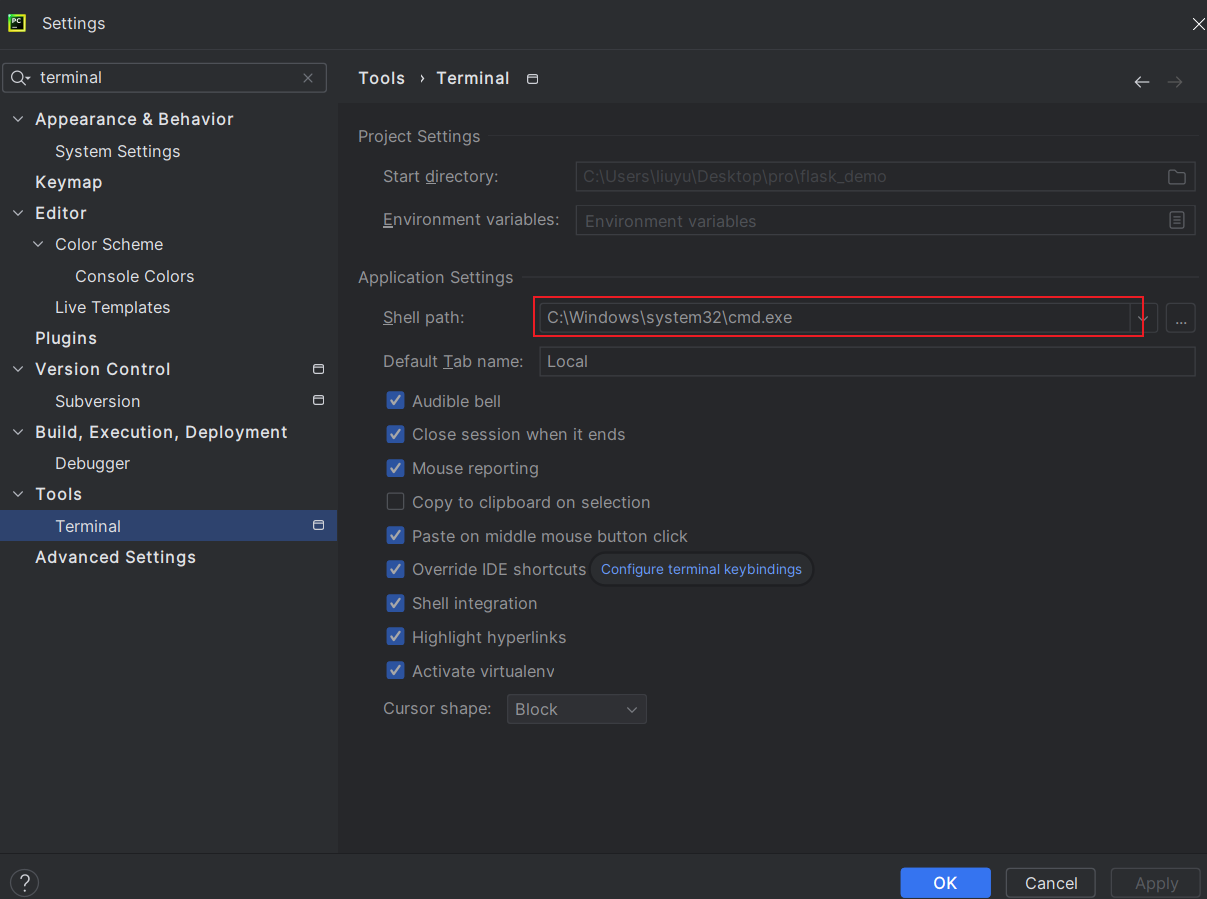 PC
Settings
terminal
Appearance & Behavior
System Settings
Keymap
Editor
Color Scheme
Console Colors
Live Templates
Plugins
Version Control
Subversion
Build, Execution, Deployment
Debugger
Tools
Terminal
Advanced Settings
Tools › Terminal
Project Settings
Start directory:
C:\Users\liuyu\Desktop\pro\flask_demo
Environment variables:
Environment variables
Application Settings
Shell path:
C:\Windows\system32\cmd.exe
...
Default Tab name:
Local
Audible bell
Close session when it ends
Mouse reporting
Copy to clipboard on selection
Paste on middle mouse button click
Override IDE shortcuts Configure terminal keybindings
Shell integration
Highlight hyperlinks
Activate virtualenv
Cursor shape:
Block
?
OK
Cancel
Apply